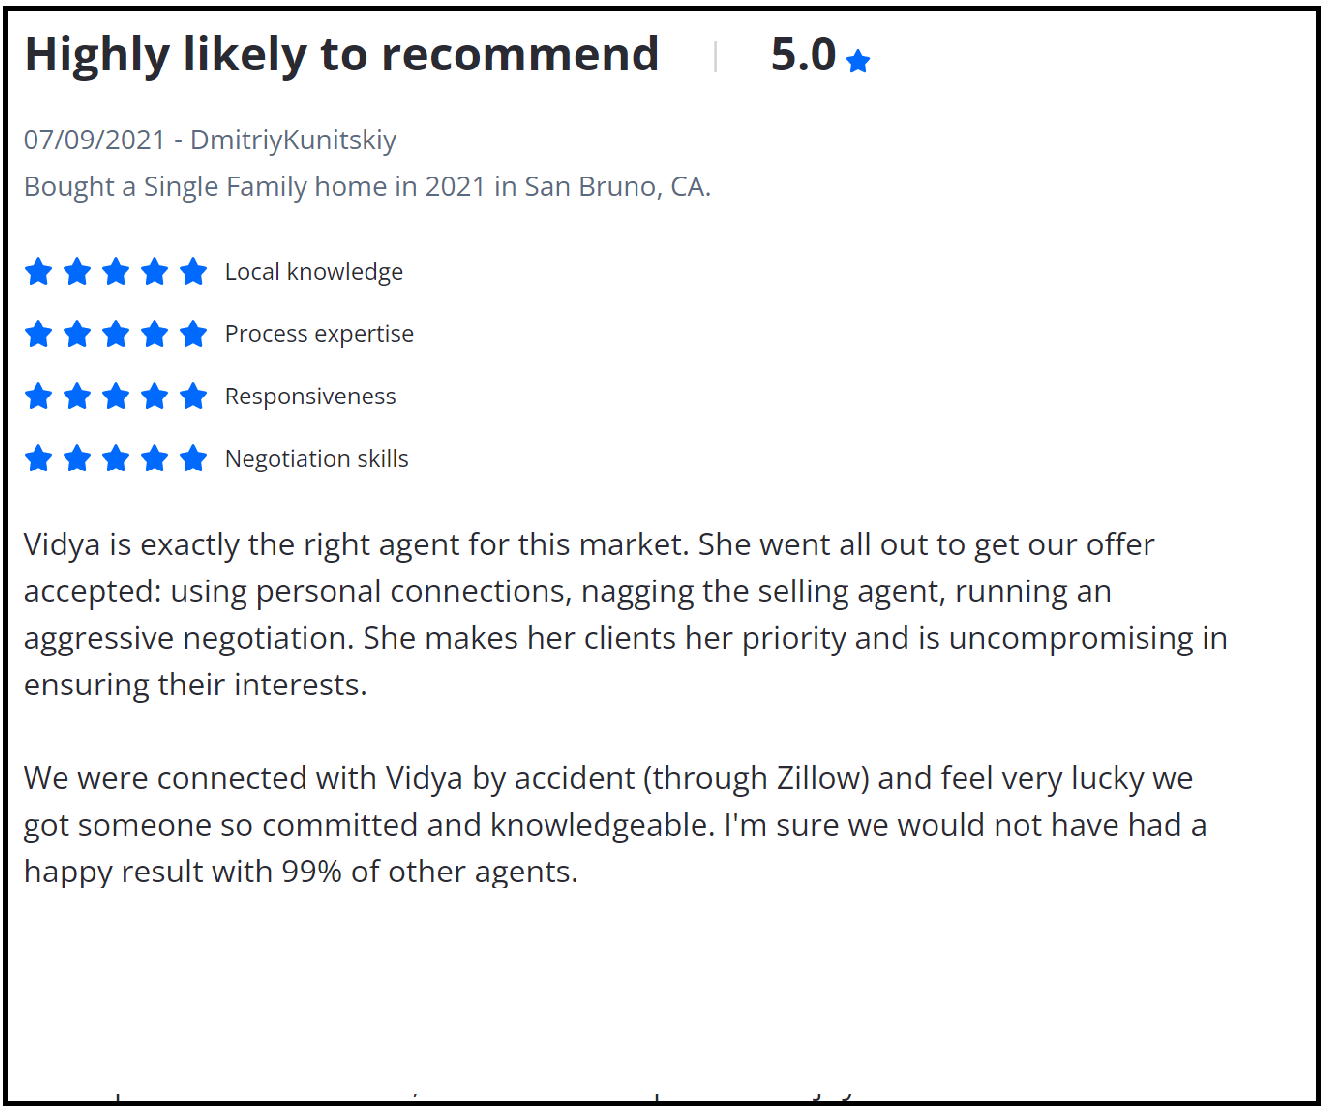 Highly likely to recommend | 5.0
07/09/2021 - DmitriyKunitskiy
Bought a Single Family home in 2021 in San Bruno, CA.
Local knowledge
Process expertise
Responsiveness
Negotiation skills
Vidya is exactly the right agent for this market. She went all out to get our offer
accepted: using personal connections, nagging the selling agent, running an
aggressive negotiation. She makes her clients her priority and is uncompromising in
ensuring their interests.
We were connected with Vidya by accident (through Zillow) and feel very lucky we
got someone so committed and knowledgeable. I'm sure we would not have had a
happy result with 99% of other agents.